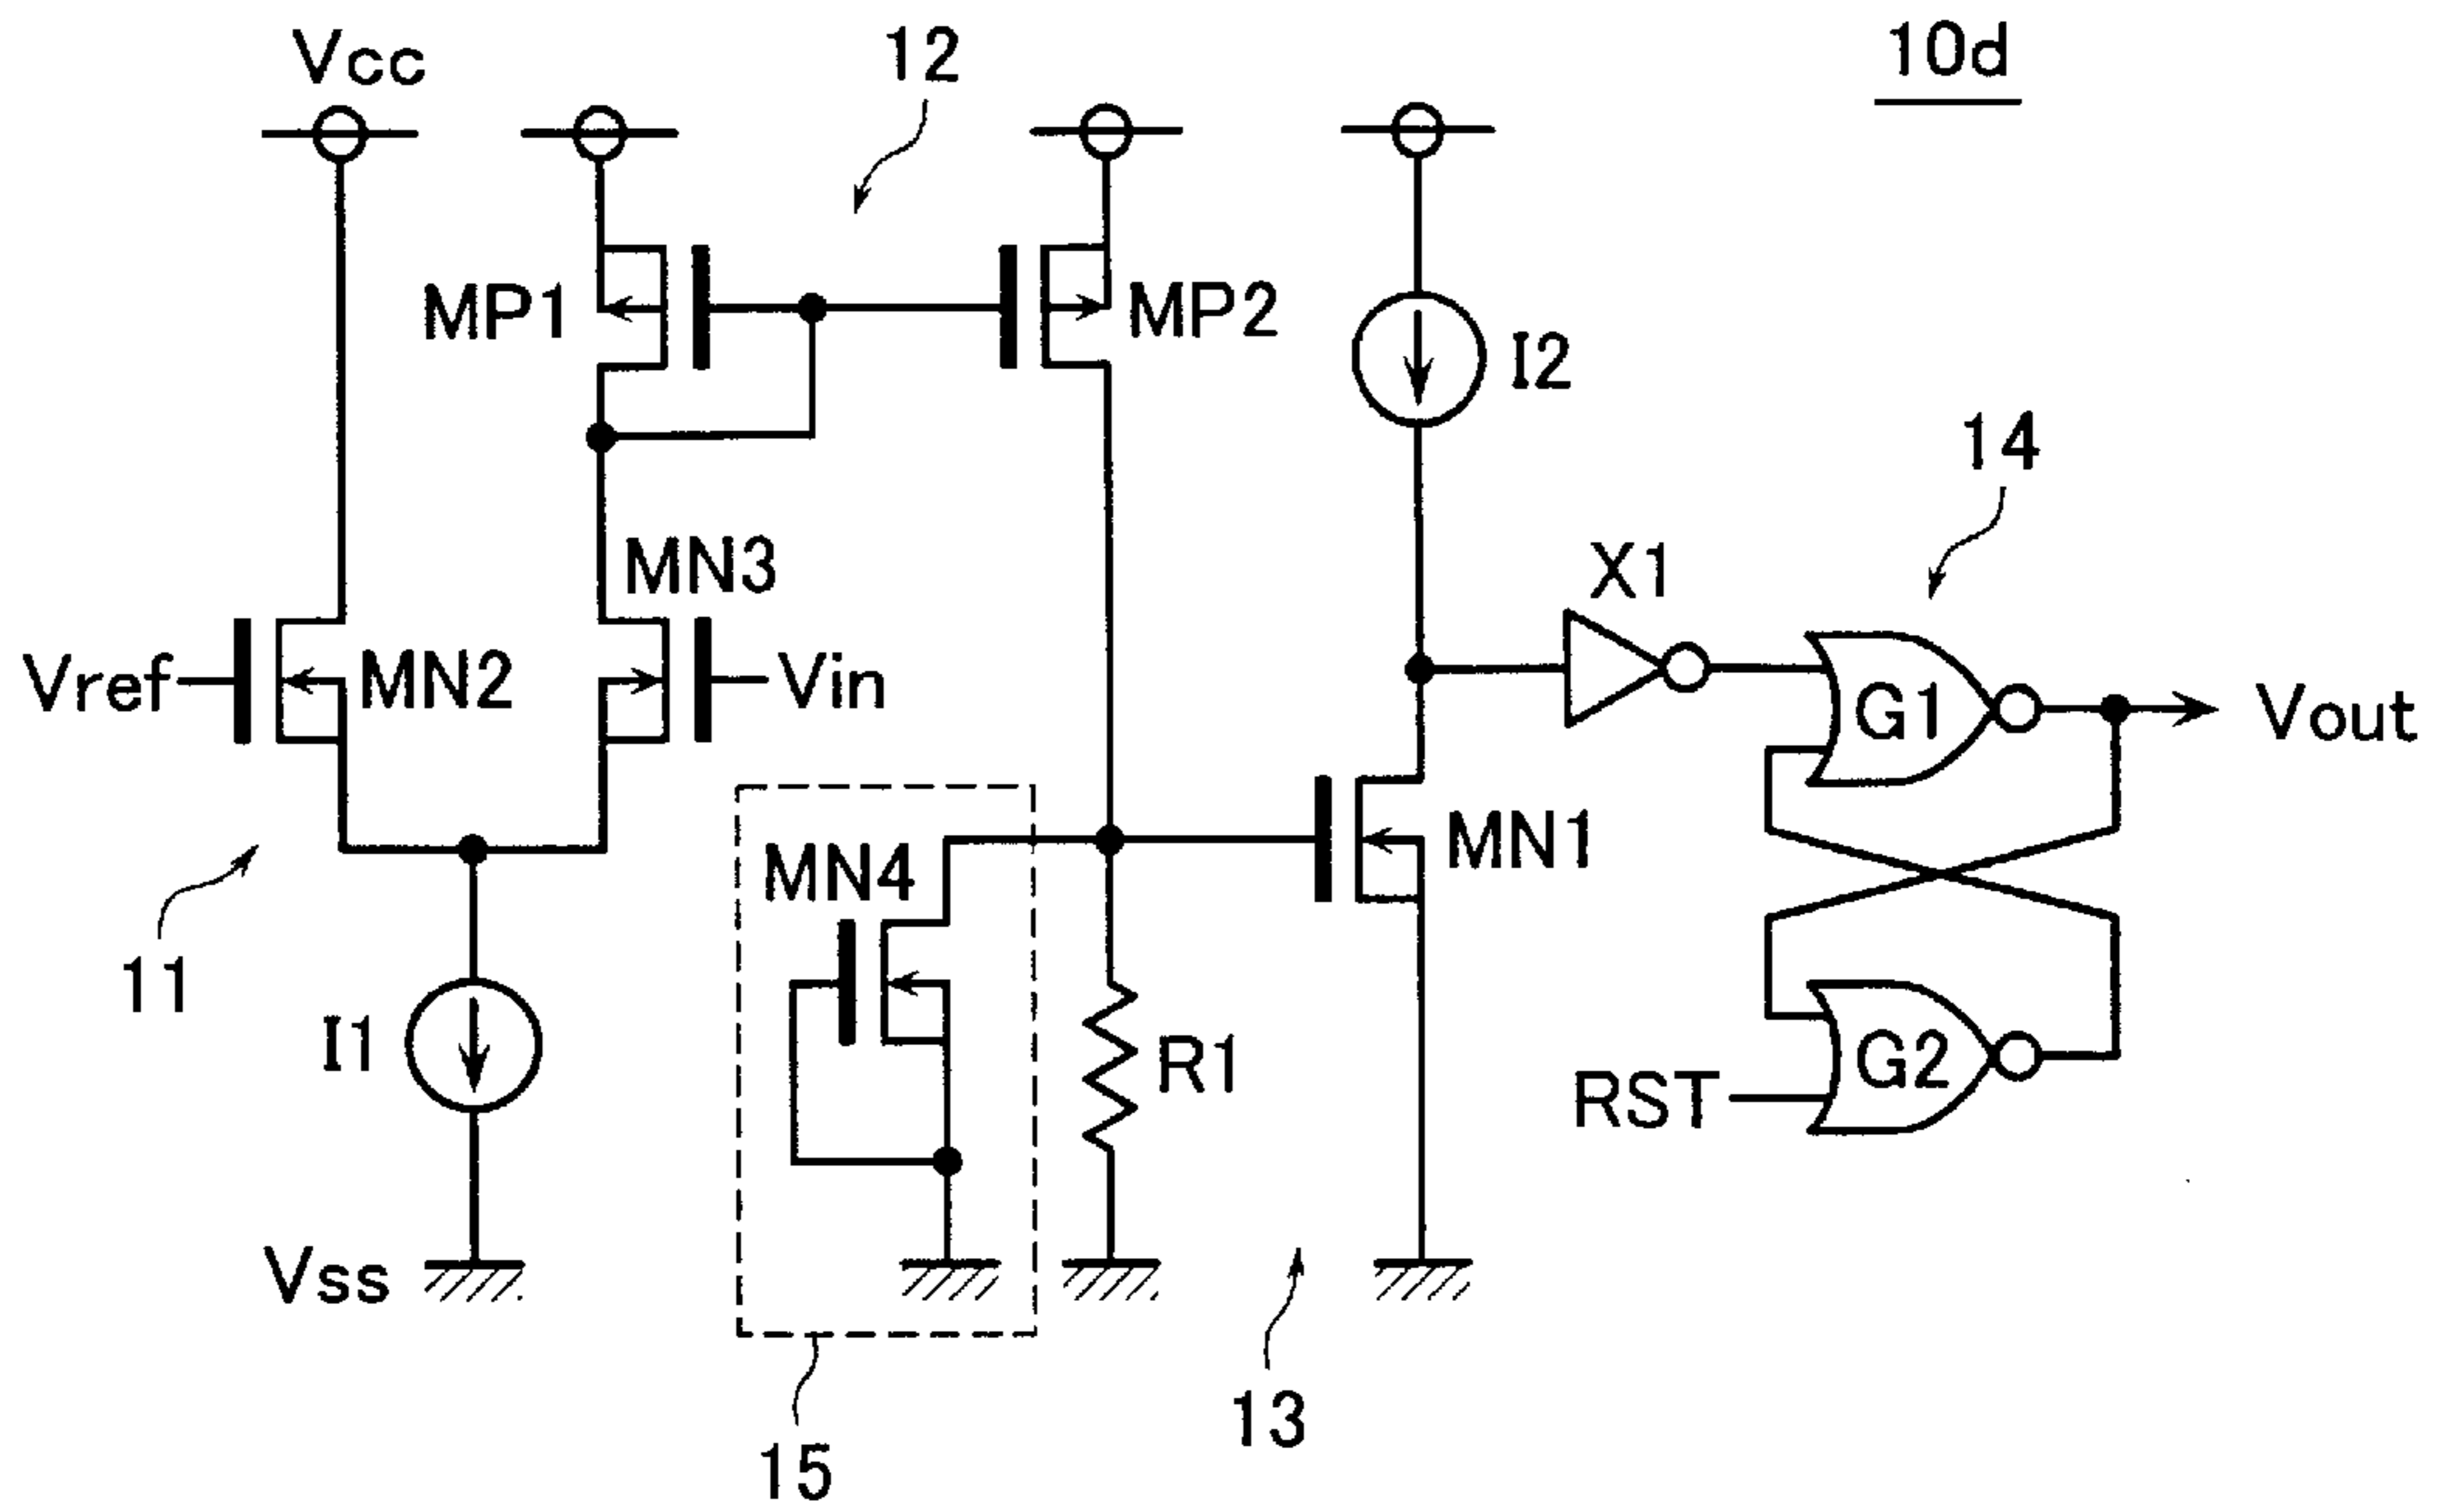 Vcc
12
10d
MP1
MP2
I2
14
MN3
X1
Vref
MN2
Vin
G1
Vout
MN4
MN1
11
I1
R1
G2
RST
Vss
13
15